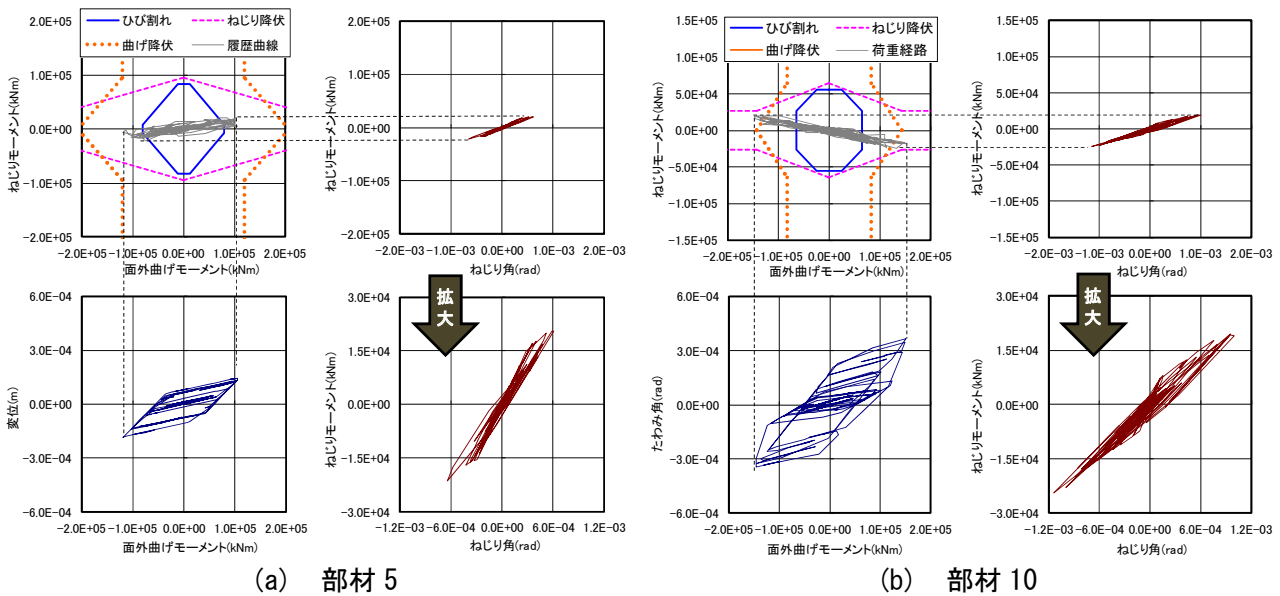 ひび割れ ねじり降伏
曲げ降伏 履歴曲線
ねじりモーメント(kNm)
2.0E+05
1.0E+05
0.0E+00
-1.0E+05
-2.0E+05
-2.0E+05 -1.0E+05 0.0E+00 1.0E+05 2.0E+05
面外曲げモーメント(kNm)
ねじりモーメント(kNm)
2.0E+05
1.0E+05
0.0E+00
-1.0E+05
-2.0E+05
-2.0E-03 -1.0E-03 0.0E+00 1.0E-03 2.0E-03
ねじり角(rad)
変位(m)
6.0E-04
3.0E-04
0.0E+00
-3.0E-04
-6.0E-04
-2.0E+05 -1.0E+05 0.0E+00 1.0E+05 2.0E+05
面外曲げモーメント(kNm)
拡大
ねじりモーメント(kNm)
3.0E+04
1.5E+04
0.0E+00
-1.5E+04
-3.0E+04
-1.2E-03 -6.0E-04 0.0E+00 6.0E-04 1.2E-03
ねじり角(rad)
(a) 部材 5
ひび割れ ねじり降伏
曲げ降伏 荷重経路
ねじりモーメント(kNm)
1.5E+05
1.0E+05
5.0E+04
0.0E+00
-5.0E+04
-1.0E+05
-1.5E+05
-2.0E+05 -1.0E+05 0.0E+00 1.0E+05 2.0E+05
面外曲げモーメント(kNm)
ねじりモーメント(kNm)
1.5E+05
1.0E+05
5.0E+04
0.0E+00
-5.0E+04
-1.0E+05
-1.5E+05
-2.0E-03 -1.0E-03 0.0E+00 1.0E-03 2.0E-03
ねじり角(rad)
たわみ角(rad)
6.0E-04
3.0E-04
0.0E+00
-3.0E-04
-6.0E-04
-2.0E+05 -1.0E+05 0.0E+00 1.0E+05 2.0E+05
面外曲げモーメント(kNm)
拡大
ねじりモーメント(kNm)
3.0E+04
1.5E+04
0.0E+00
-1.5E+04
-3.0E+04
-1.2E-03 -6.0E-04 0.0E+00 6.0E-04 1.2E-03
ねじり角(rad)
(b) 部材 10